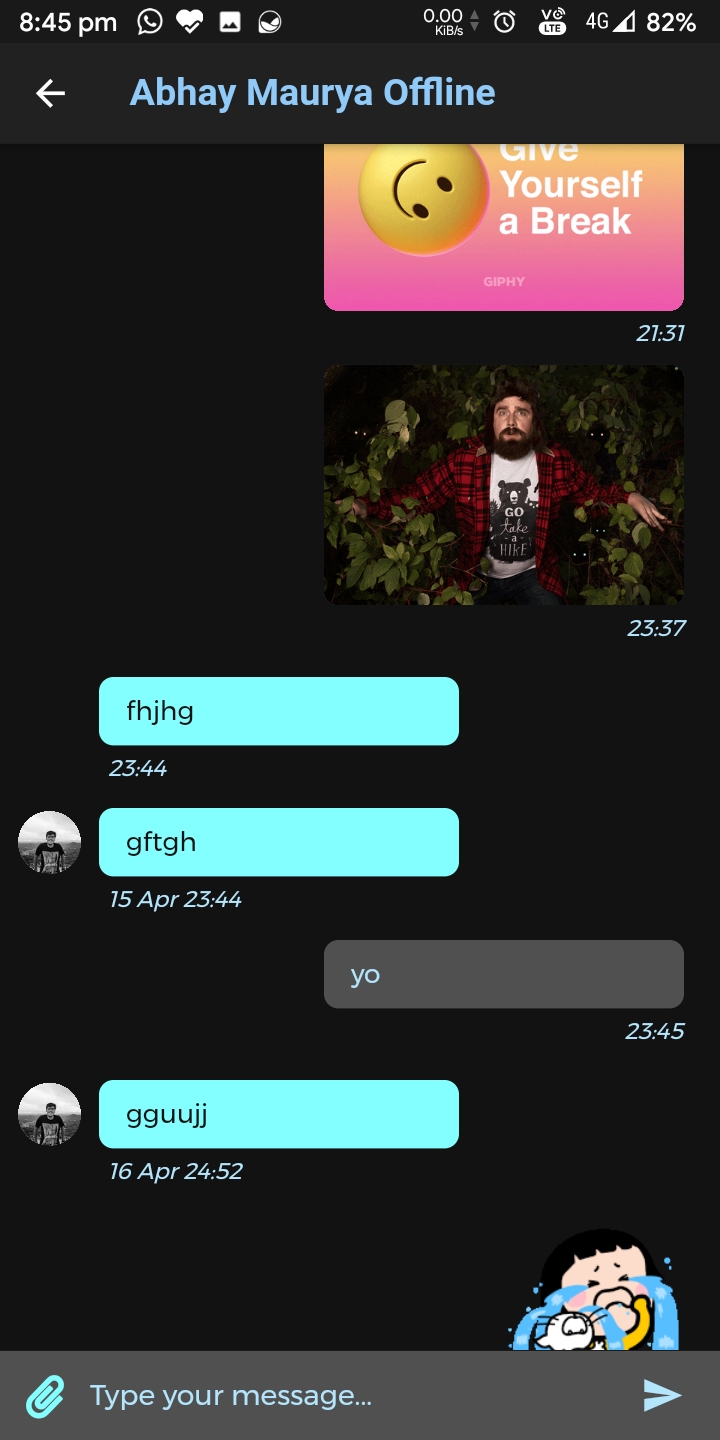 8:45 pm
0.00
KiB/s
VO
LTE
4G
82%
Abhay Maurya Offline
Give
Yourself
a Break
GIPHY
21:31
GO
take
-a-
HIKE
23:37
fhjhg
23:44
gftgh
15 Apr 23:44
yo
23:45
gguujj
16 Apr 24:52
Type your message...